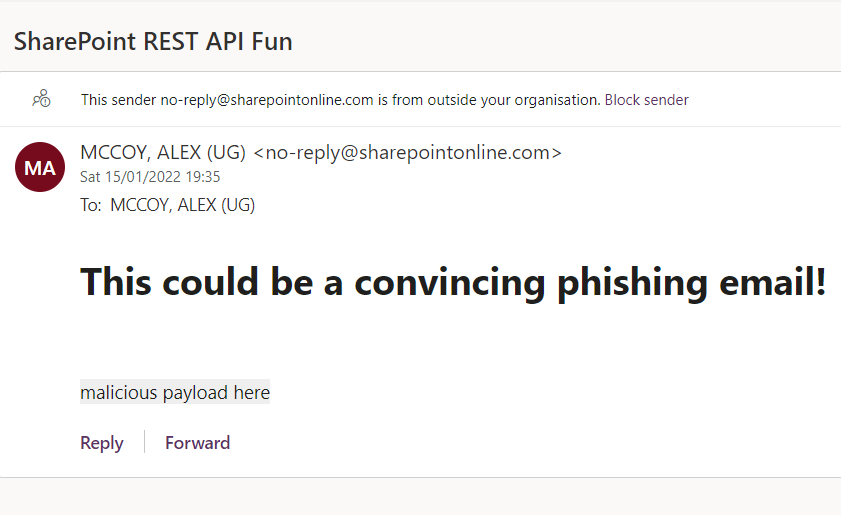 SharePoint REST API Fun
This sender no-reply@sharepointonline.com is from outside your organisation. Block sender
MA
MCCOY, ALEX (UG) <no-reply@sharepointonline.com>
Sat 15/01/2022 19:35
To: MCCOY, ALEX (UG)
This could be a convincing phishing email!
malicious payload here
Reply Forward